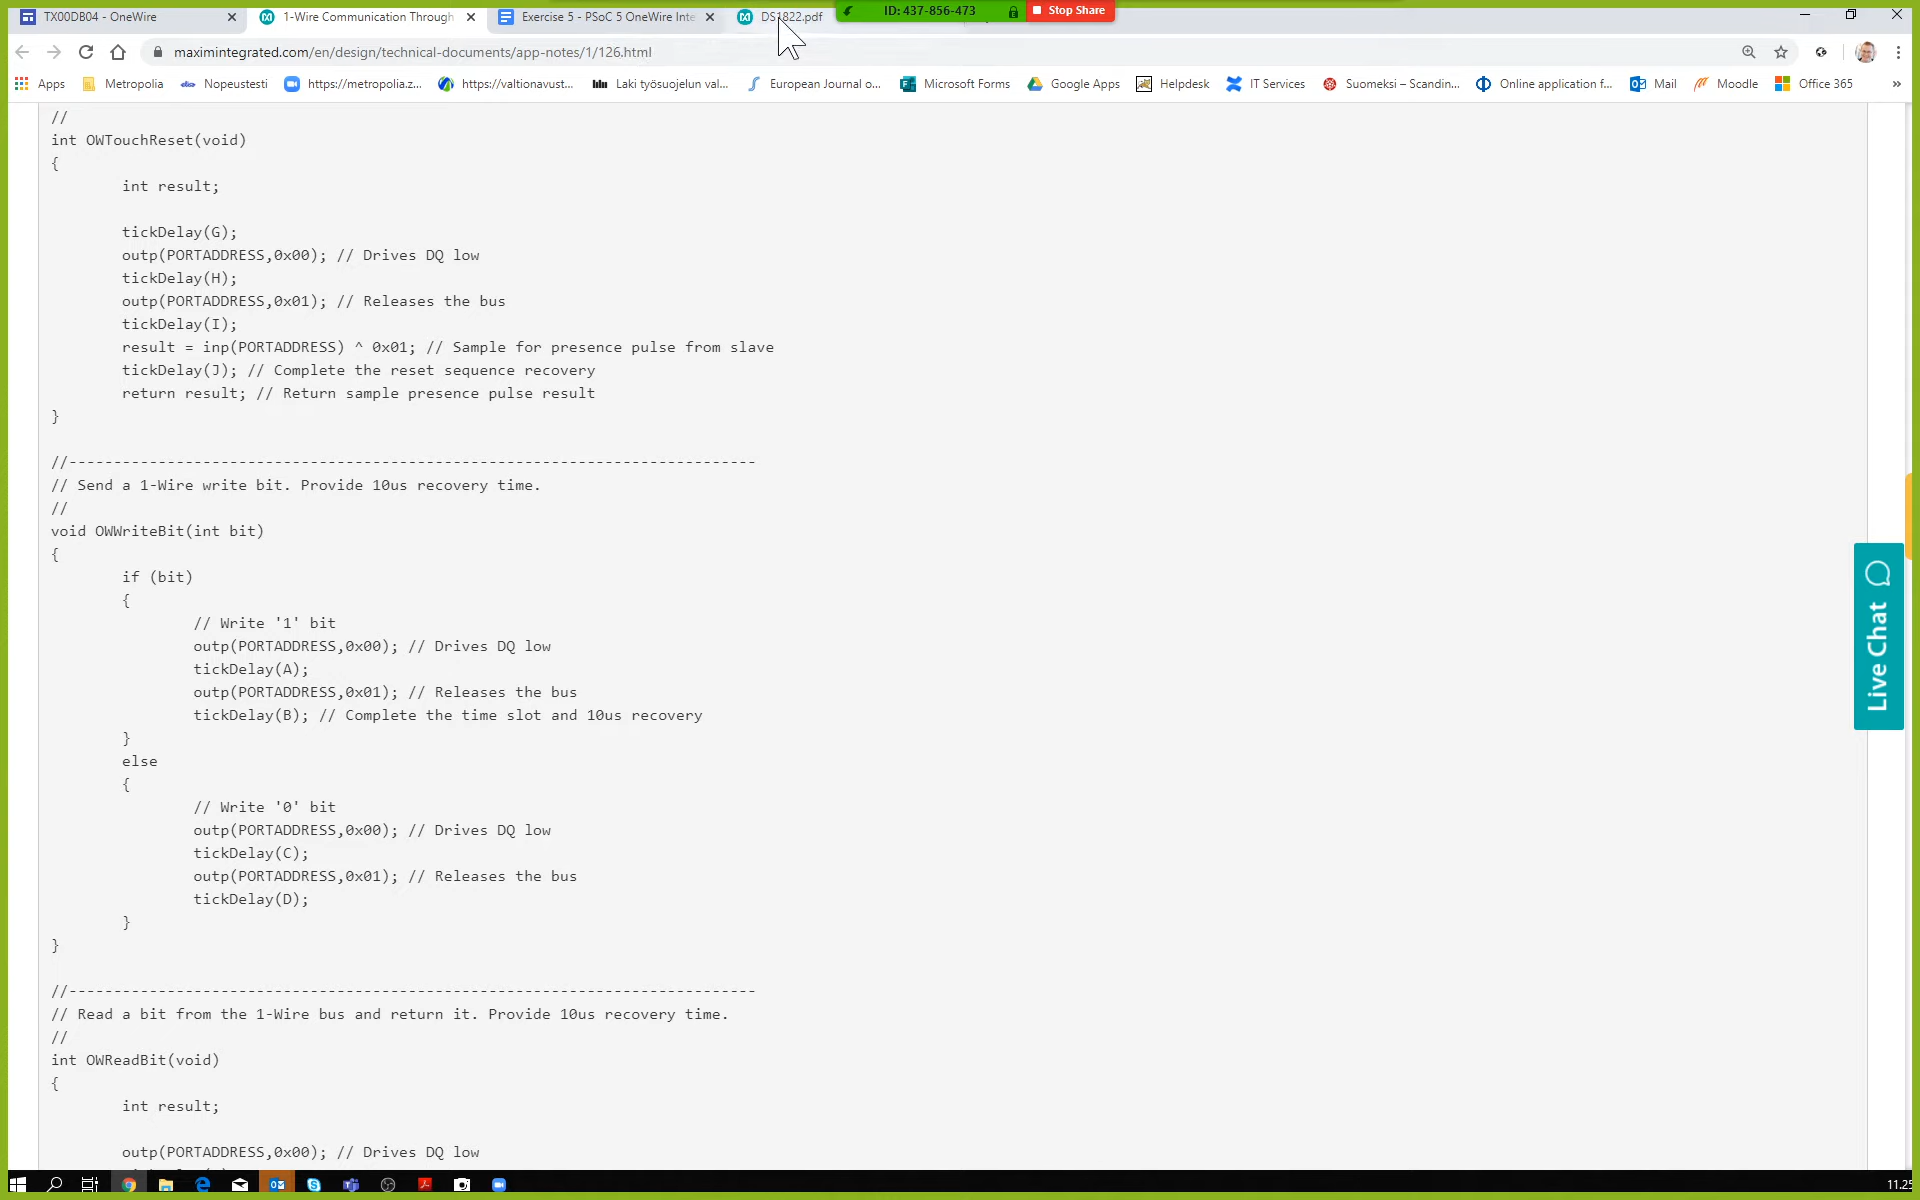 TX00DB04 - OneWire
1-Wire Communication Through
Exercise 5 - PSoC 5 OneWire Inte
DS1822.pdf
ID: 437-856-473
Stop Share
maximintegrated.com/en/design/technical-documents/app-notes/1/126.html
Apps
Metropolia
Nopeustesti
https://metropolia.z...
https://valtionavust...
Laki työsuojelun val...
European Journal o...
Microsoft Forms
Google Apps
Helpdesk
IT Services
Suomeksi – Scandin...
Online application f...
Mail
Moodle
Office 365
»
//
int OWTouchReset(void)
{
int result;
tickDelay(G);
outp(PORTADDRESS,0x00); // Drives DQ low
tickDelay(H);
outp(PORTADDRESS,0x01); // Releases the bus
tickDelay(I);
result = inp(PORTADDRESS) ^ 0x01; // Sample for presence pulse from slave
tickDelay(J); // Complete the reset sequence recovery
return result; // Return sample presence pulse result
}
//-----------------------------------------------------------------------------
// Send a 1-Wire write bit. Provide 10us recovery time.
//
void OWWriteBit(int bit)
{
if (bit)
{
// Write '1' bit
outp(PORTADDRESS,0x00); // Drives DQ low
tickDelay(A);
outp(PORTADDRESS,0x01); // Releases the bus
tickDelay(B); // Complete the time slot and 10us recovery
}
else
{
// Write '0' bit
outp(PORTADDRESS,0x00); // Drives DQ low
tickDelay(C);
outp(PORTADDRESS,0x01); // Releases the bus
tickDelay(D);
}
}
//-----------------------------------------------------------------------------
// Read a bit from the 1-Wire bus and return it. Provide 10us recovery time.
//
int OWReadBit(void)
{
int result;
outp(PORTADDRESS,0x00); // Drives DQ low
Live Chat
11.25